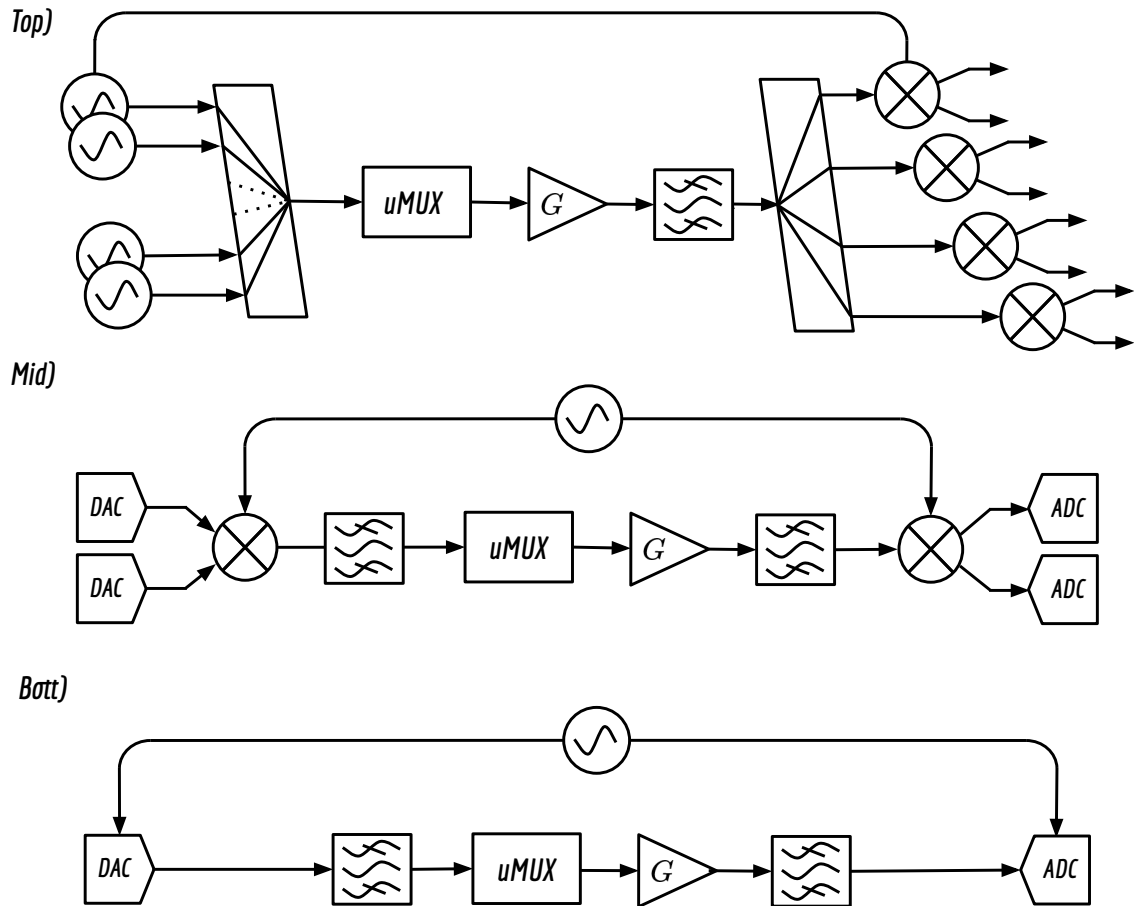 Top)
uMUX
G
Mid)
DAC
ADC
uMUX
G
DAC
ADC
Bott)
DAC
uMUX
G
ADC